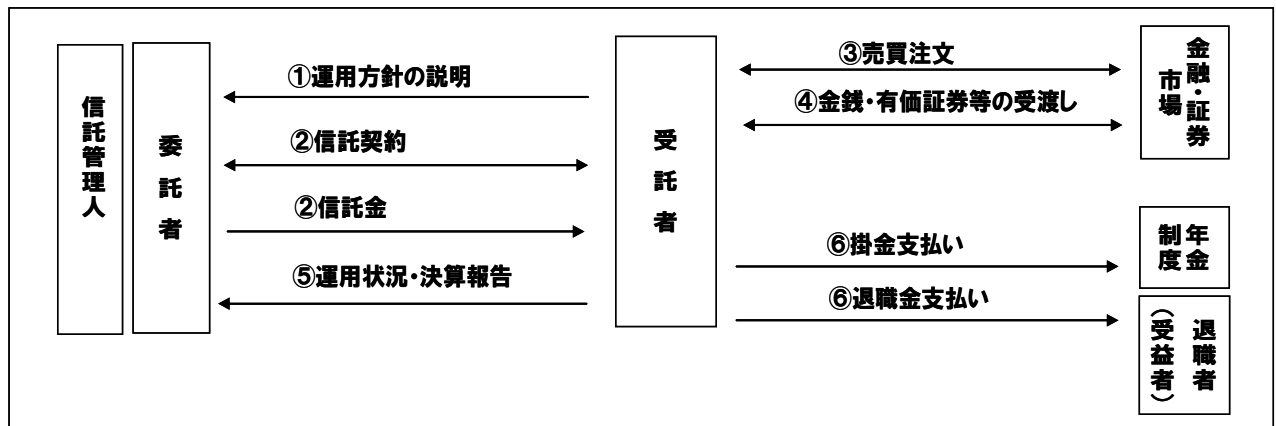 信託管理人
委託者
①運用方針の説明
②信託契約
②信託金
⑤運用状況・決算報告
受託者
③売買注文
④金銭・有価証券等の受渡し
⑥掛金支払い
⑥退職金支払い
金融・証券
市場
年金
制度
退職者
(受益者)